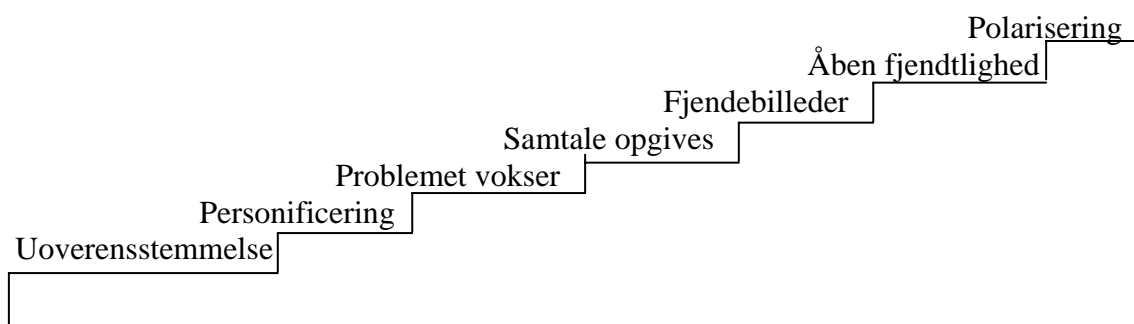 Polarisering
Åben fjendtlighed
Fjendebilleder
Samtale opgives
Problemet vokser
Personificering
Uoverensstemmelse